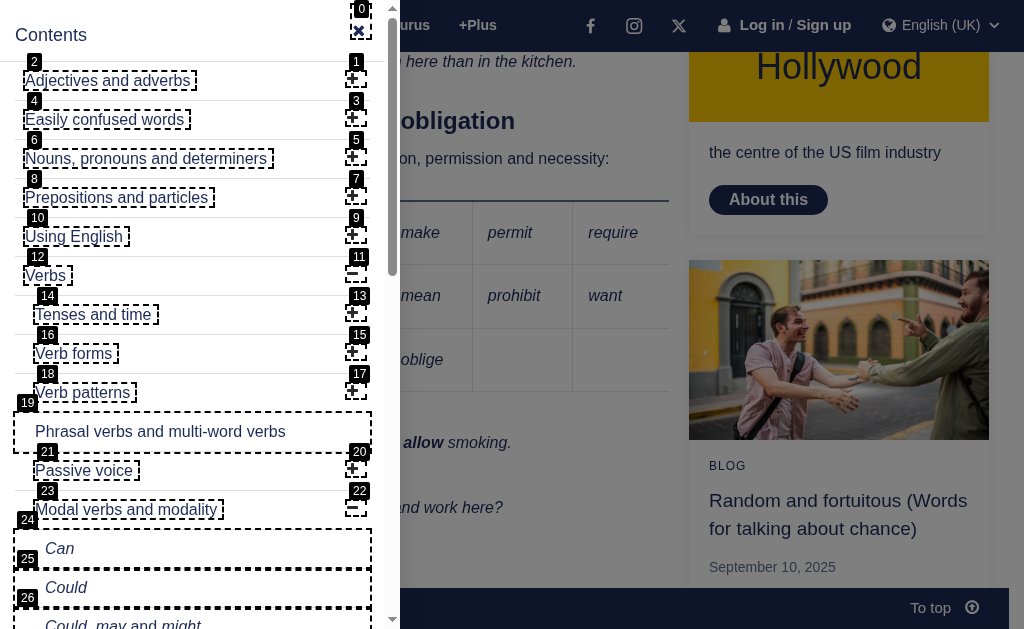 Contents
0
2
1
Adjectives and adverbs
4
3
Easily confused words
6
5
Nouns, pronouns and determiners
8
7
Prepositions and particles
10
9
Using English
12
11
Verbs
14
13
Tenses and time
16
15
Verb forms
18
17
Verb patterns
19
Phrasal verbs and multi-word verbs
21
20
Passive voice
23
22
Modal verbs and modality
24
Can
25
Could
26
Could, may and might
+Plus
Log in / Sign up
English (UK)
here than in the kitchen.
obligation
permission and necessity:
make permit require
mean prohibit want
oblige
allow smoking.
and work here?
Hollywood
the centre of the US film industry
About this
BLOG
Random and fortuitous (Words
for talking about chance)
September 10, 2025
To top